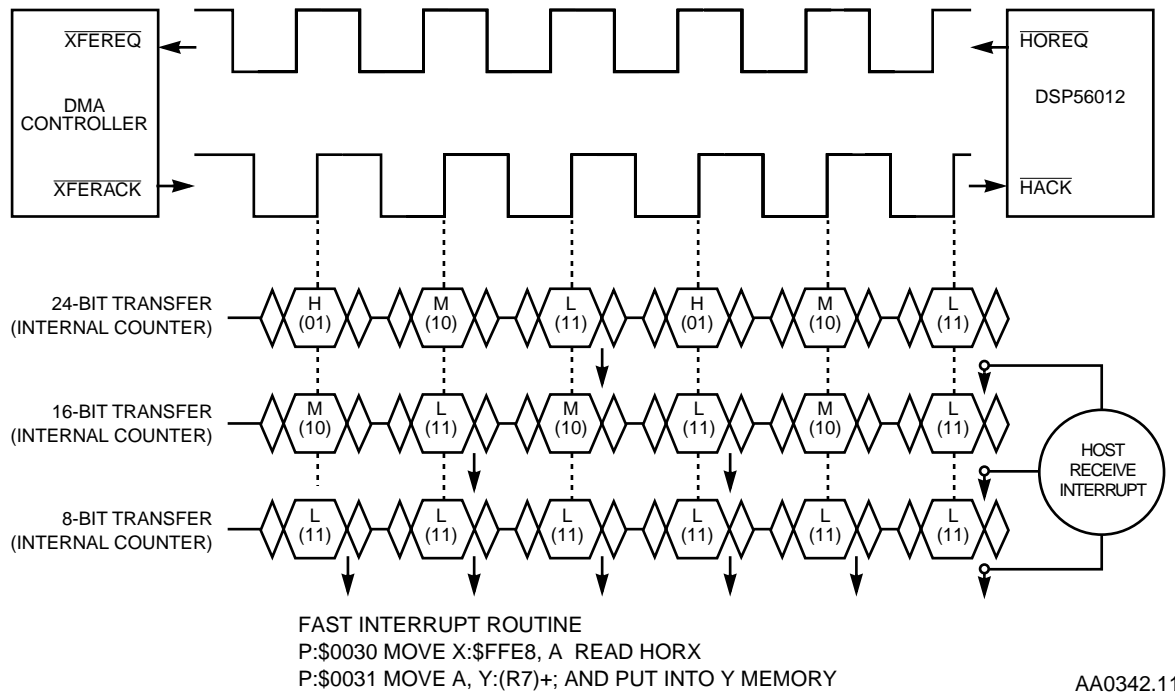 XFEREQ
HOREQ
DMA
CONTROLLER
DSP56012
XFERACK
HACK
24-BIT TRANSFER
(INTERNAL COUNTER)
H
(01)
M
(10)
L
(11)
H
(01)
M
(10)
L
(11)
16-BIT TRANSFER
(INTERNAL COUNTER)
M
(10)
L
(11)
M
(10)
L
(11)
M
(10)
L
(11)
HOST
RECEIVE
INTERRUPT
8-BIT TRANSFER
(INTERNAL COUNTER)
L
(11)
L
(11)
L
(11)
L
(11)
L
(11)
L
(11)
FAST INTERRUPT ROUTINE
P:$0030 MOVE X:$FFE8, A  READ HORX
P:$0031 MOVE A, Y:(R7)+; AND PUT INTO Y MEMORY
AA0342.11